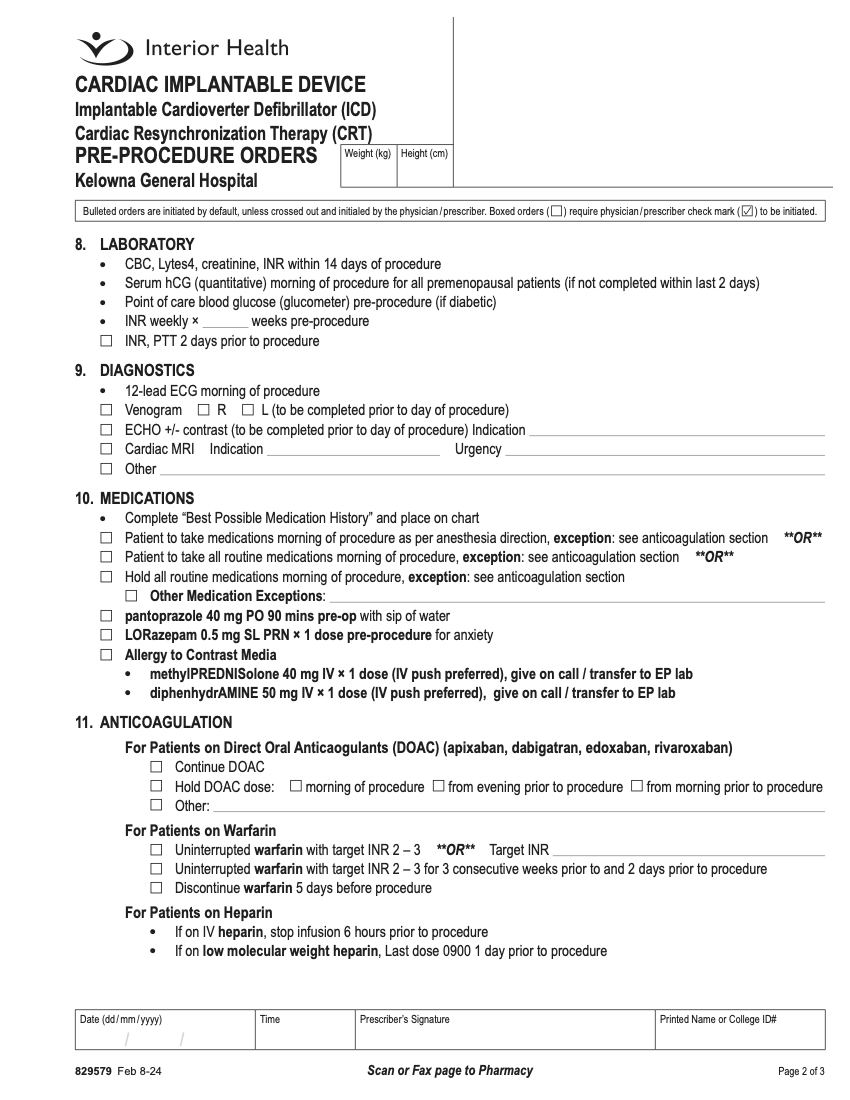 Interior Health
CARDIAC IMPLANTABLE DEVICE
Implantable Cardioverter Defibrillator (ICD)
Cardiac Resynchronization Therapy (CRT)
PRE-PROCEDURE ORDERS
Kelowna General Hospital
Weight (kg) Height (cm)
Bulleted orders are initiated by default, unless crossed out and initialed by the physician/prescriber. Boxed orders (☐) require physician/prescriber check mark (☑) to be initiated.
8. LABORATORY
• CBC, Lytes4, creatinine, INR within 14 days of procedure
• Serum hCG (quantitative) morning of procedure for all premenopausal patients (if not completed within last 2 days)
• Point of care blood glucose (glucometer) pre-procedure (if diabetic)
• INR weekly × ______ weeks pre-procedure
☐ INR, PTT 2 days prior to procedure
9. DIAGNOSTICS
• 12-lead ECG morning of procedure
☐ Venogram ☐ R ☐ L (to be completed prior to day of procedure)
☐ ECHO +/- contrast (to be completed prior to day of procedure) Indication
☐ Cardiac MRI Indication Urgency
☐ Other
10. MEDICATIONS
• Complete “Best Possible Medication History” and place on chart
☐ Patient to take medications morning of procedure as per anesthesia direction, exception: see anticoagulation section **OR**
☐ Patient to take all routine medications morning of procedure, exception: see anticoagulation section **OR**
☐ Hold all routine medications morning of procedure, exception: see anticoagulation section
☐ Other Medication Exceptions:
☐ pantoprazole 40 mg PO 90 mins pre-op with sip of water
☐ LORazepam 0.5 mg SL PRN × 1 dose pre-procedure for anxiety
☐ Allergy to Contrast Media
• methylPREDNISolone 40 mg IV × 1 dose (IV push preferred), give on call / transfer to EP lab
• diphenhydrAMINE 50 mg IV × 1 dose (IV push preferred), give on call / transfer to EP lab
11. ANTICOAGULATION
For Patients on Direct Oral Anticaogulants (DOAC) (apixaban, dabigatran, edoxaban, rivaroxaban)
☐ Continue DOAC
☐ Hold DOAC dose: ☐ morning of procedure ☐ from evening prior to procedure ☐ from morning prior to procedure
☐ Other:
For Patients on Warfarin
☐ Uninterrupted warfarin with target INR 2 – 3 **OR** Target INR
☐ Uninterrupted warfarin with target INR 2 – 3 for 3 consecutive weeks prior to and 2 days prior to procedure
☐ Discontinue warfarin 5 days before procedure
For Patients on Heparin
• If on IV heparin, stop infusion 6 hours prior to procedure
• If on low molecular weight heparin, Last dose 0900 1 day prior to procedure
Date (dd/mm/yyyy) Time Prescriber’s Signature Printed Name or College ID#
/ /
829579 Feb 8-24 Scan or Fax page to Pharmacy Page 2 of 3